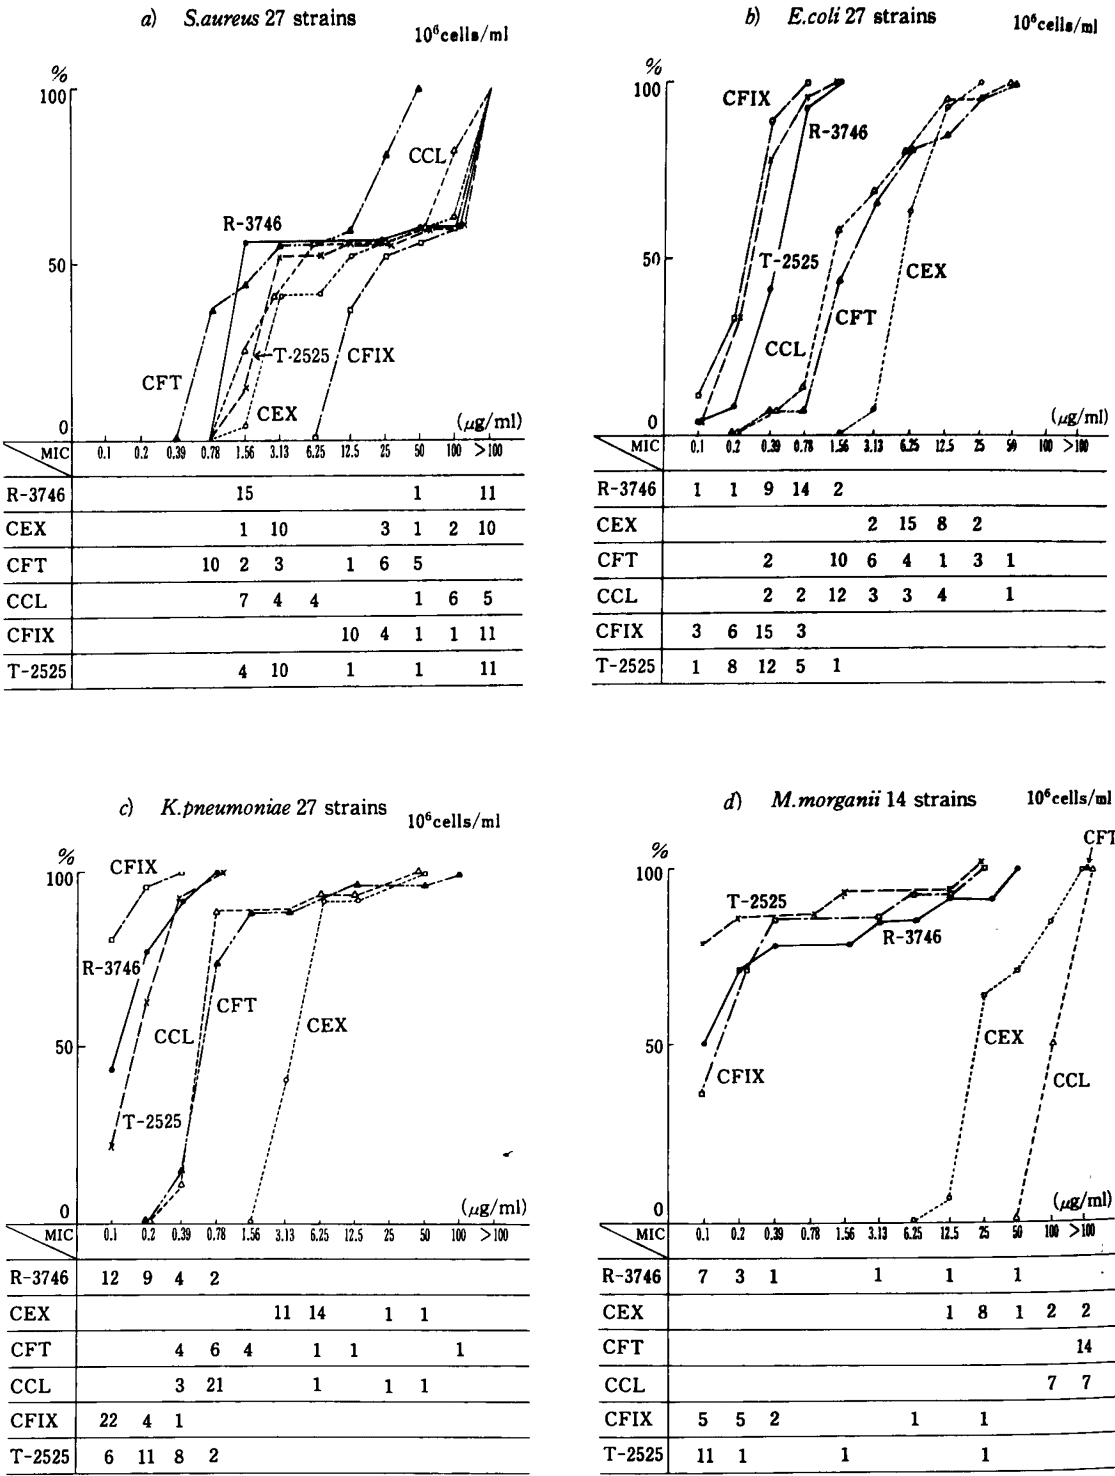 a) S.aureus 27 strains
10⁶cells/ml
%
100
CCL
R-3746
50
T-2525
CFIX
CFT
CEX
0
(μg/ml)
MIC 0.1 0.2 0.39 0.78 1.56 3.13 6.25 12.5 25 50 100 >100
R-3746 15 1 11
CEX 1 10 3 1 2 10
CFT 10 2 3 1 6 5
CCL 7 4 4 1 6 5
CFIX 10 4 1 1 11
T-2525 4 10 1 1 11
b) E.coli 27 strains
10⁶cells/ml
%
100
CFIX
R-3746
50
T-2525
CEX
CFT
CCL
0
(μg/ml)
MIC 0.1 0.2 0.39 0.78 1.56 3.13 6.25 12.5 25 50 100 >100
R-3746 1 1 9 14 2
CEX 2 15 8 2
CFT 2 10 6 4 1 3 1
CCL 2 2 12 3 3 4 1
CFIX 3 6 15 3
T-2525 1 8 12 5 1
c) K.pneumoniae 27 strains
10⁶cells/ml
%
CFIX
100
R-3746
CFT
CCL
CEX
50
T-2525
0
(μg/ml)
MIC 0.1 0.2 0.39 0.78 1.56 3.13 6.25 12.5 25 50 100 >100
R-3746 12 9 4 2
CEX 11 14 1 1
CFT 4 6 4 1 1 1
CCL 3 21 1 1 1
CFIX 22 4 1
T-2525 6 11 8 2
d) M.morganii 14 strains
10⁶cells/ml
CFT
%
100
T-2525
R-3746
50
CEX
CFIX
CCL
0
(μg/ml)
MIC 0.1 0.2 0.39 0.78 1.56 3.13 6.25 12.5 25 50 100 >100
R-3746 7 3 1 1 1 1
CEX 1 8 1 2 2
CFT 14
CCL 7 7
CFIX 5 5 2 1 1
T-2525 11 1 1 1